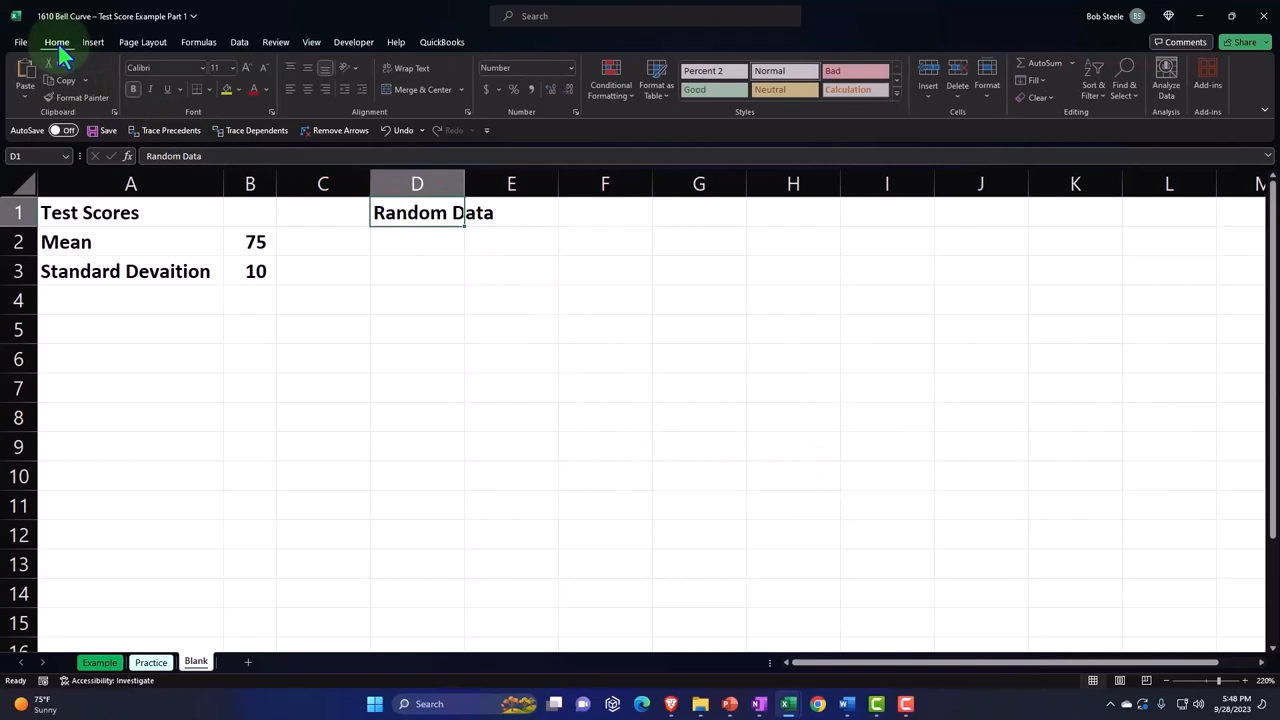 1610 Bell Curve – Test Score Example Part 1
Search
Bob Steele BS
File Home Insert Page Layout Formulas Data Review View Developer Help QuickBooks
Comments Share
Paste
Copy
Format Painter
Clipboard
Calibri 11
B I U
Font
Wrap Text
Merge & Center
Alignment
Number
$ % 
Number
Conditional Formatting
Format as Table
Percent 2 Normal Bad
Good Neutral Calculation
Styles
Insert Delete Format
Cells
AutoSum
Fill
Clear
Sort & Filter
Find & Select
Editing
Analyze Data
Analysis
Add-ins
Add-ins
AutoSave Off Save Trace Precedents Trace Dependents Remove Arrows Undo Redo
D1 fx Random Data
A B C D E F G H I J K L M
1 Test Scores Random Data
2 Mean 75
3 Standard Devaition 10
4
5
6
7
8
9
10
11
12
13
14
15
16
Example Practice Blank
Ready Accessibility: Investigate 220%
75°F
Sunny
Search
5:48 PM
9/28/2023